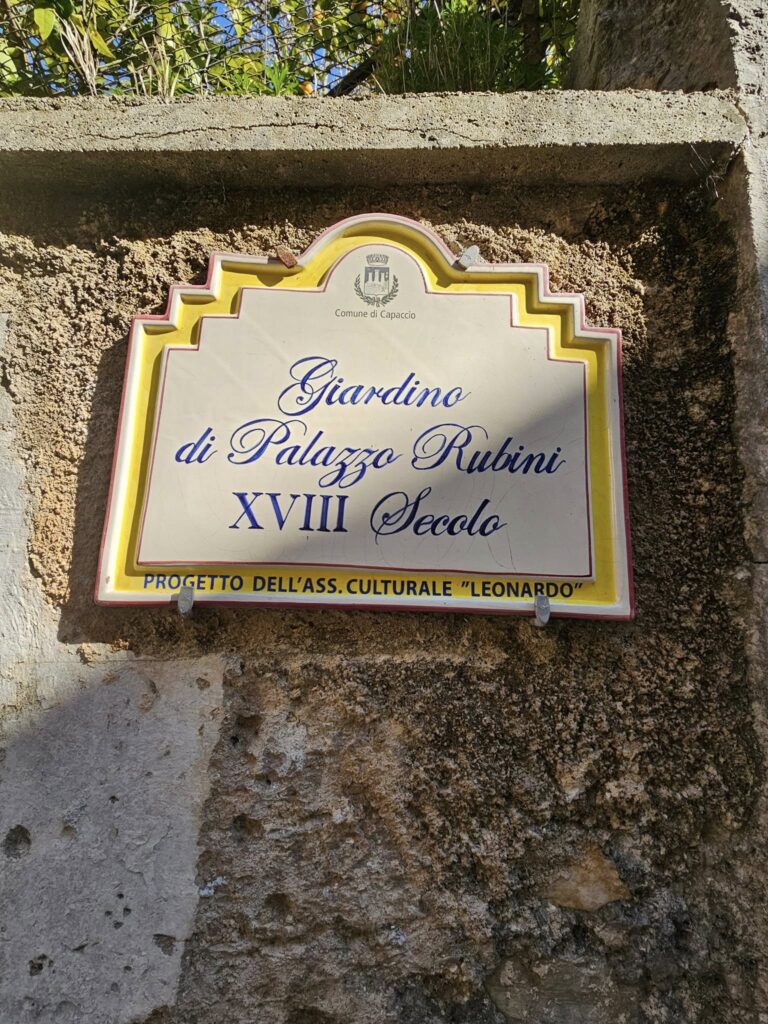 Comune di Capaccio
Giardino
di Palazzo Rubini
XVIII Secolo
PROGETTO DELL'ASS. CULTURALE "LEONARDO"